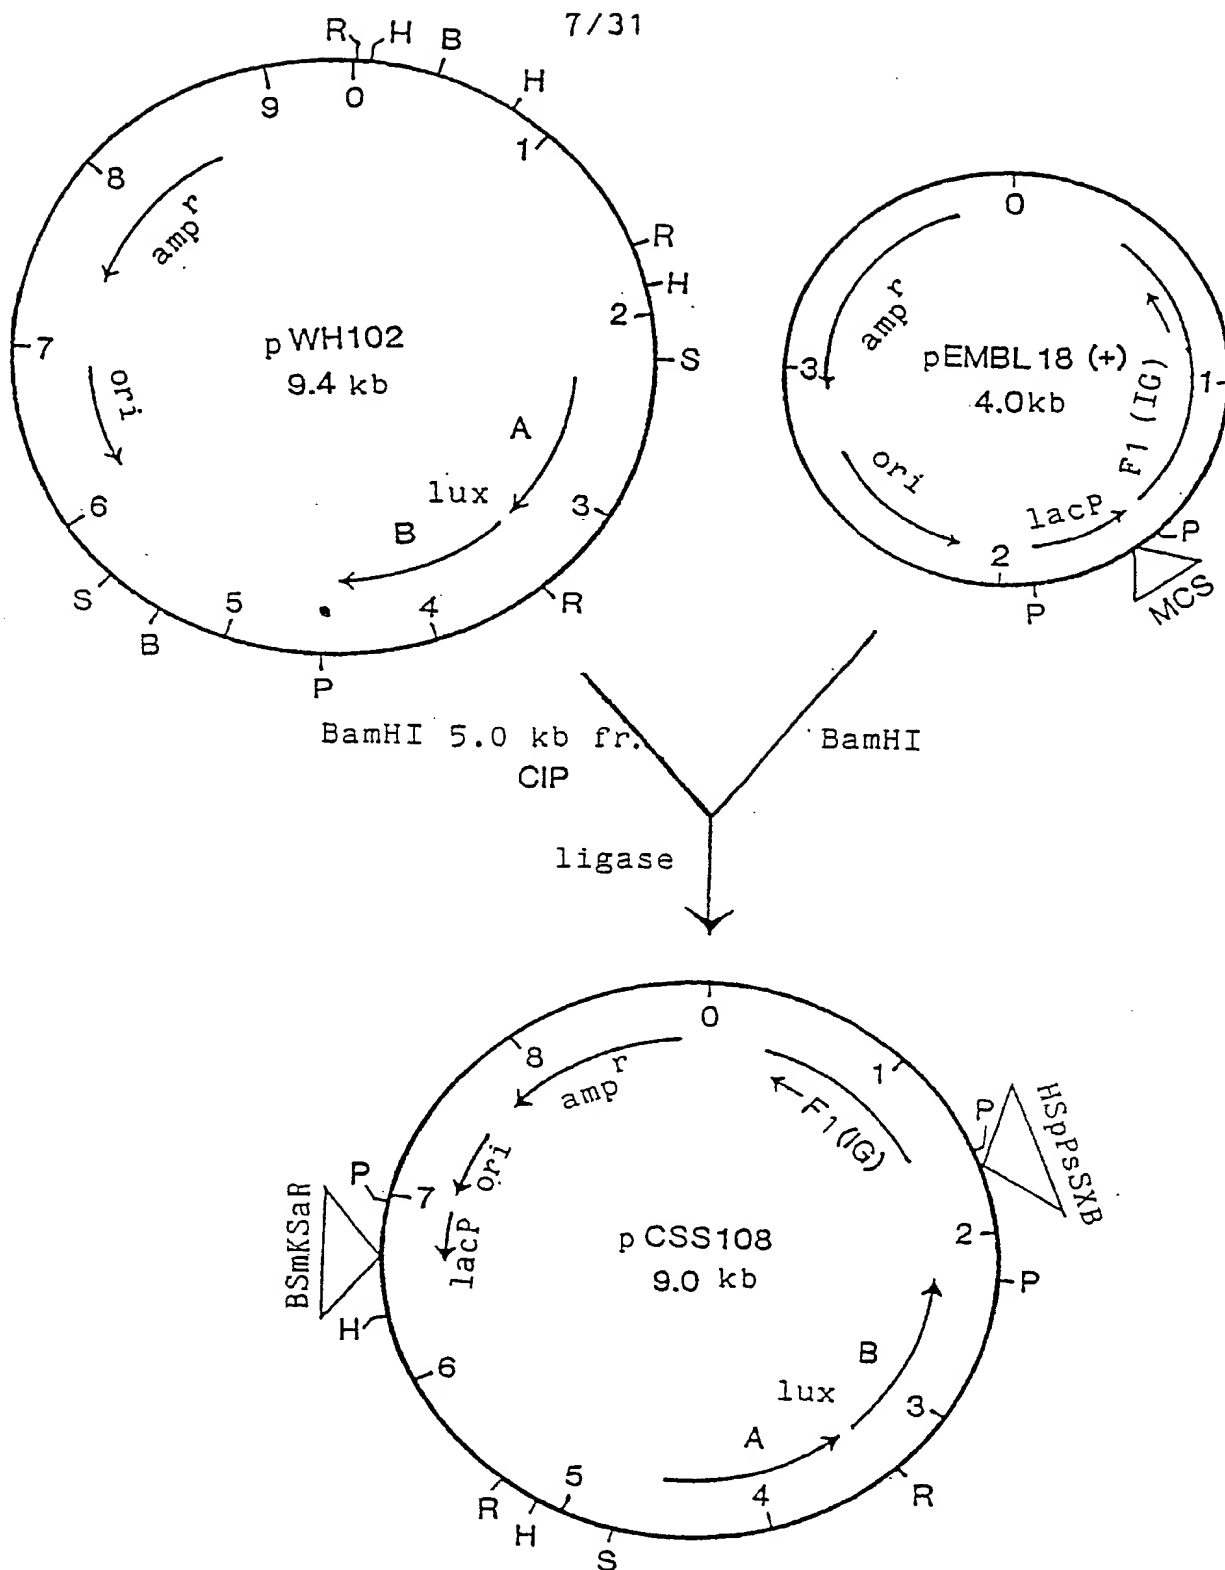 7/31
R H B
H
9 0
1
8
amp r
R
H
2
S
7
pWH102
9.4 kb
ori
A
lux
B
3
6
R
S
B
5
4
P
0
amp r
3
pEMBL18 (+)
4.0kb
1
F1 (IG)
ori
lacP
2
P
P
MCS
BamHI 5.0 kb fr.
CIP
BamHI
ligase
0
8
amp r
1
F1(IG)
P
HSpPsSXB
ori
P
7
lacP
BSmKSaR
pCSS108
9.0 kb
2
P
H
6
B
lux
A
3
R
5
4
R
H
S